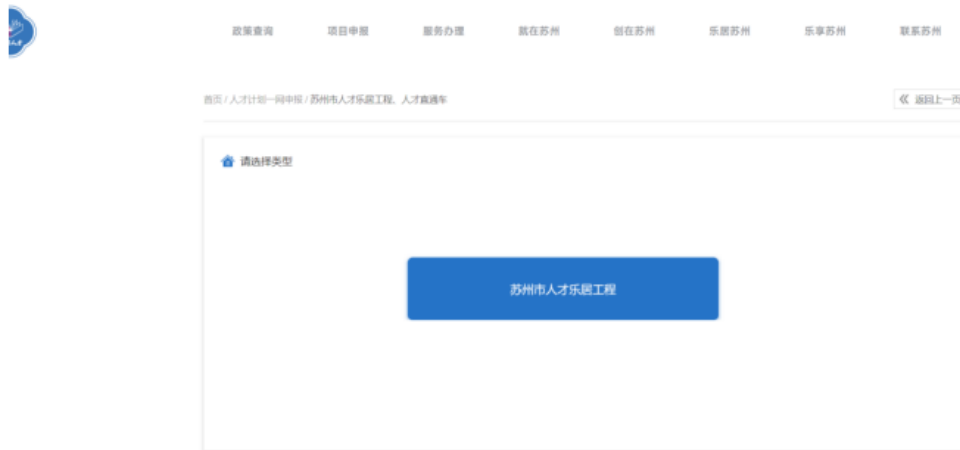 政策查询 项目申报 服务办理 就在苏州 创在苏州 乐居苏州 乐享苏州 联系苏州
首页 / 人才计划一网申报 / 苏州市人才乐居工程、人才直通车
《 返回上一页
请选择类型
苏州市人才乐居工程